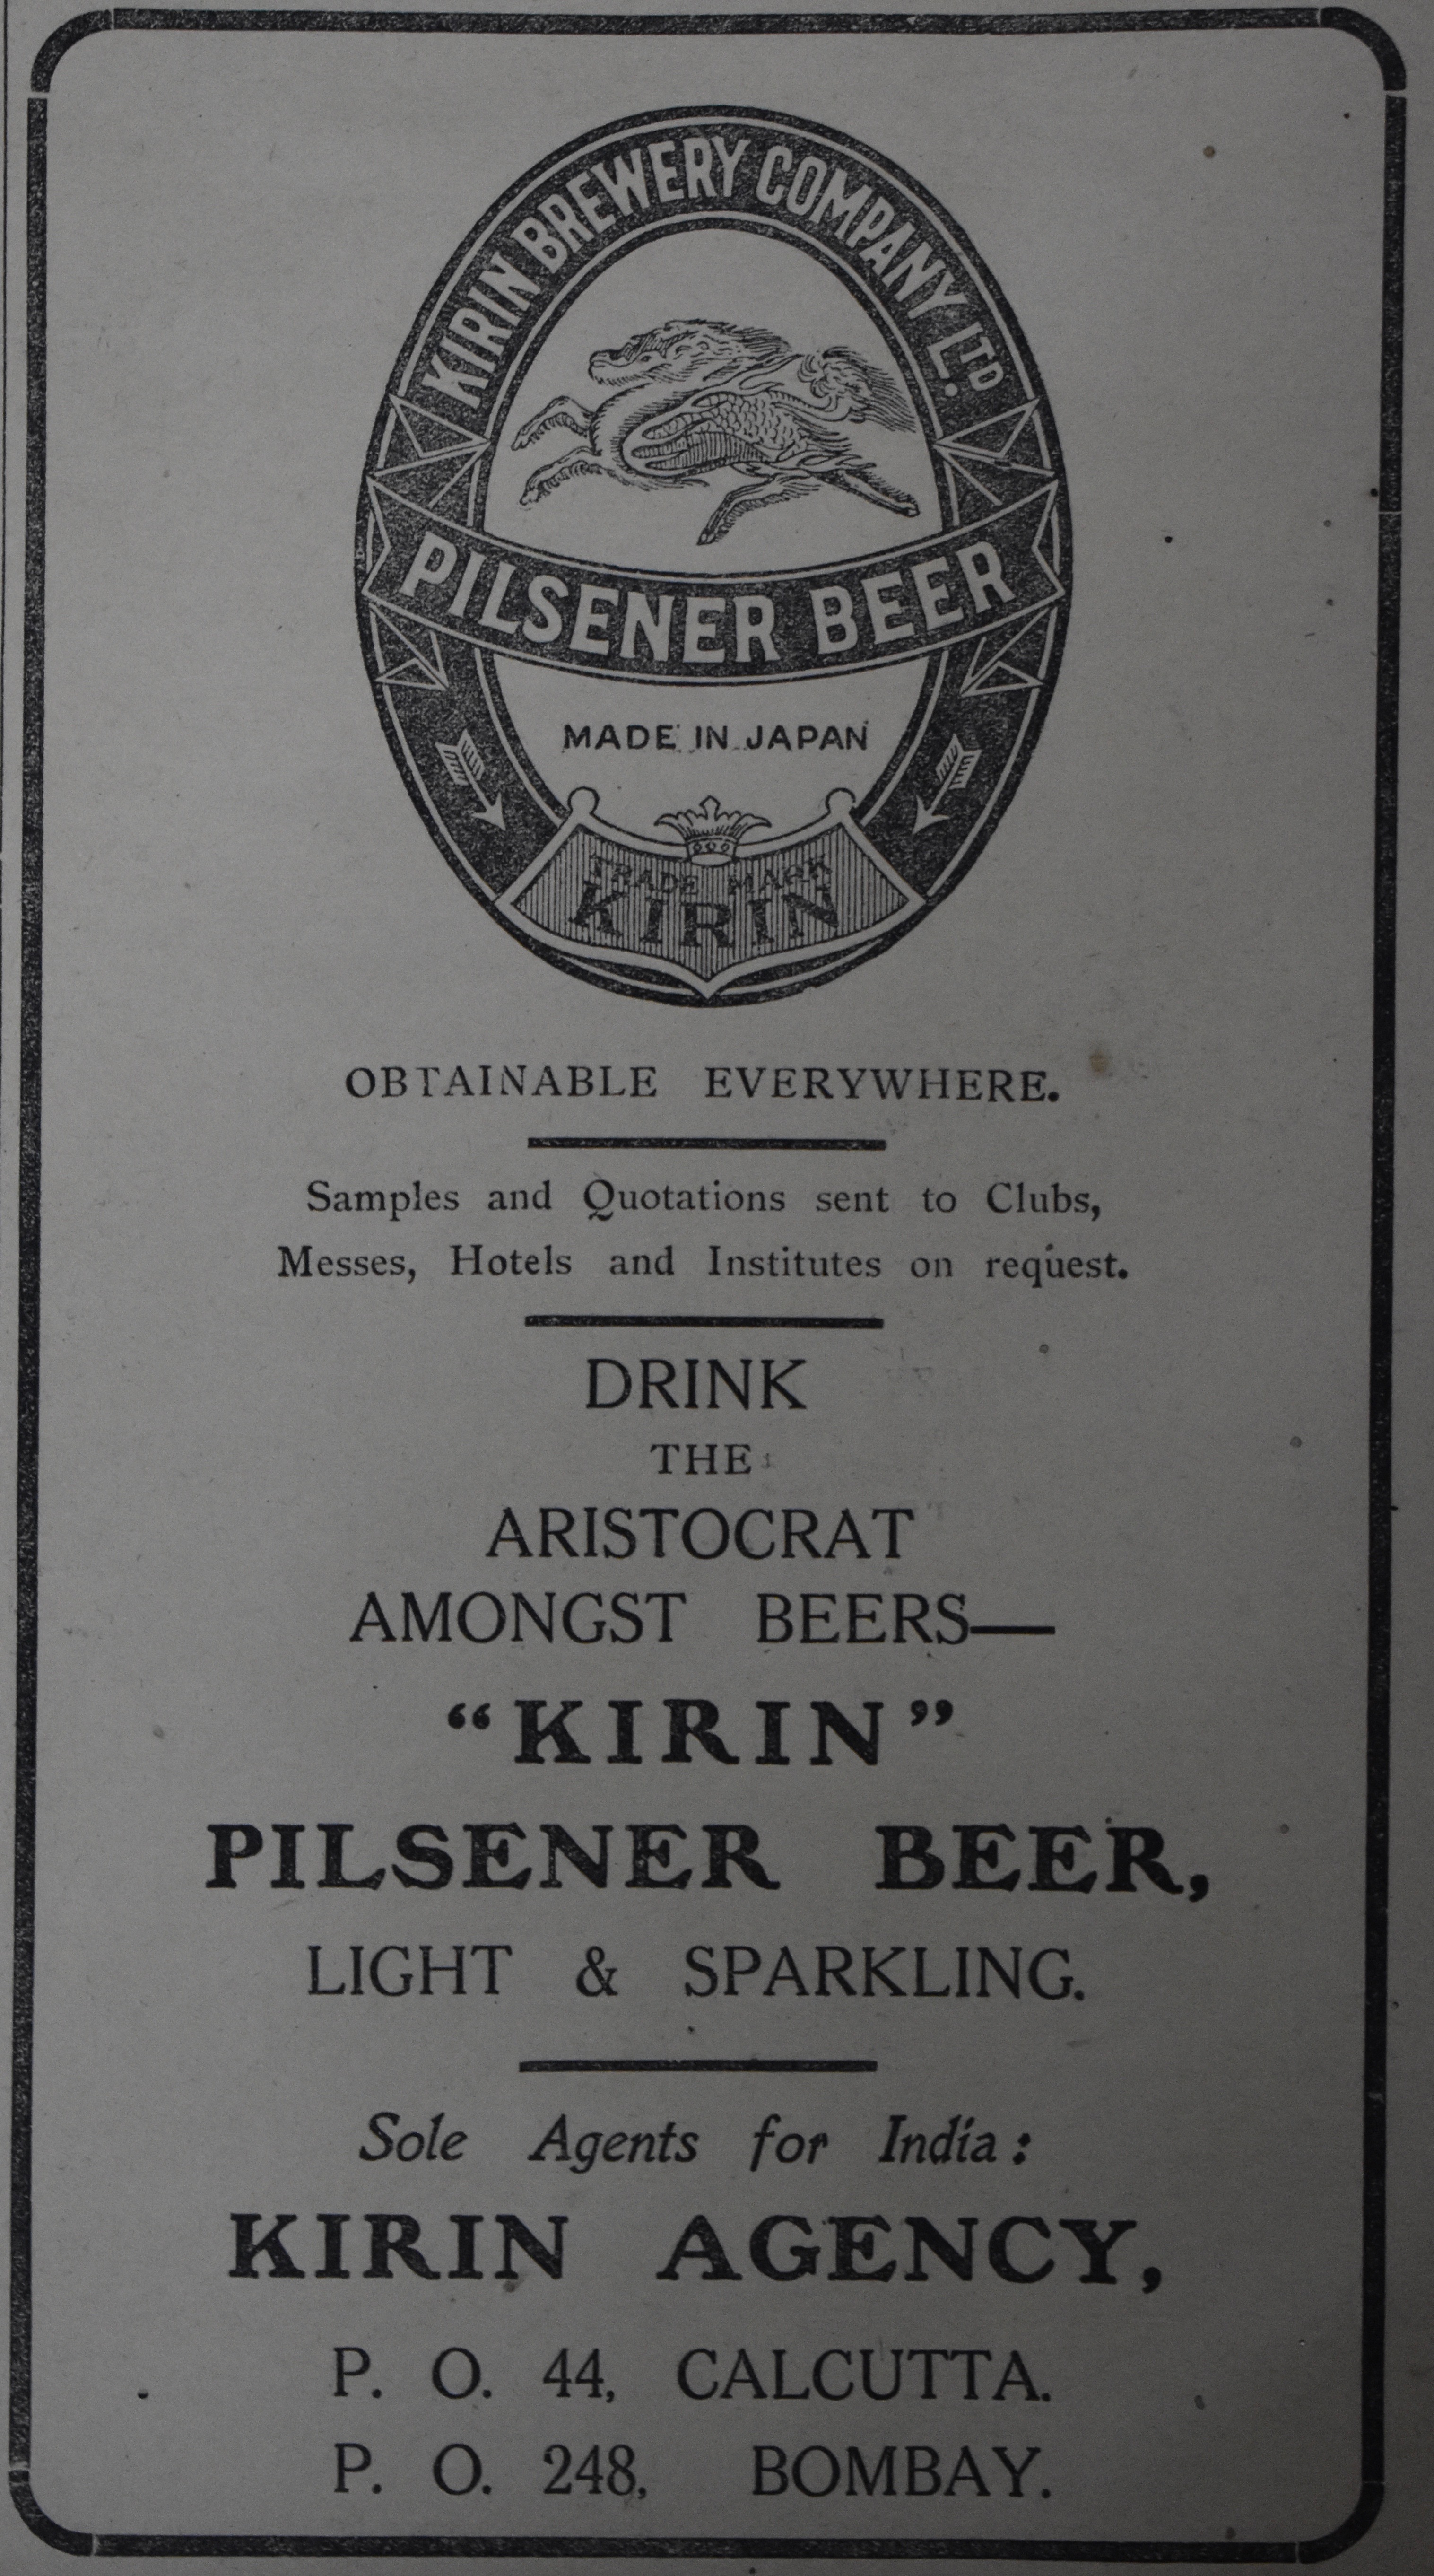 KIRIN BREWERY COMPANY LTD.
PILSENER BEER
MADE IN JAPAN
TRADE MARK
KIRIN
OBTAINABLE EVERYWHERE.
Samples and Quotations sent to Clubs,
Messes, Hotels and Institutes on request.
DRINK
THE
ARISTOCRAT
AMONGST BEERS—
“KIRIN”
PILSENER BEER,
LIGHT & SPARKLING.
Sole Agents for India:
KIRIN AGENCY,
P. O. 44, CALCUTTA.
P. O. 248, BOMBAY.